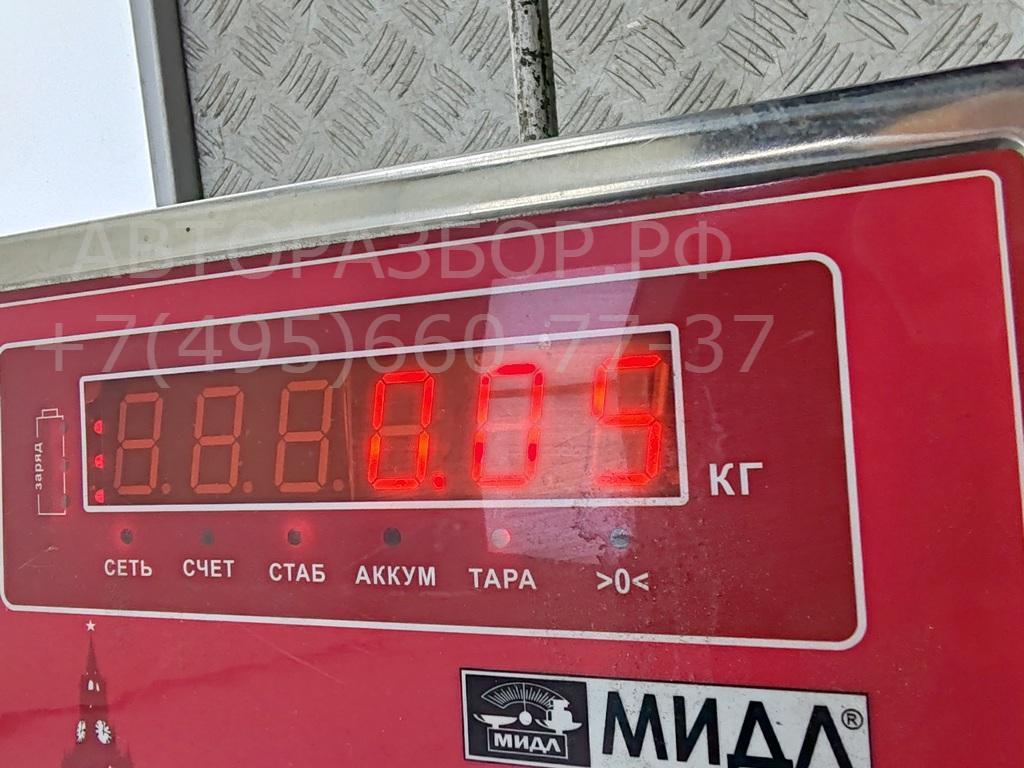 АВТОРАЗБОР.РФ
+7(495)660-77-37
заряд
0.05 КГ
СЕТЬ СЧЕТ СТАБ АККУМ ТАРА >0<
МИДЛ МИДЛ®